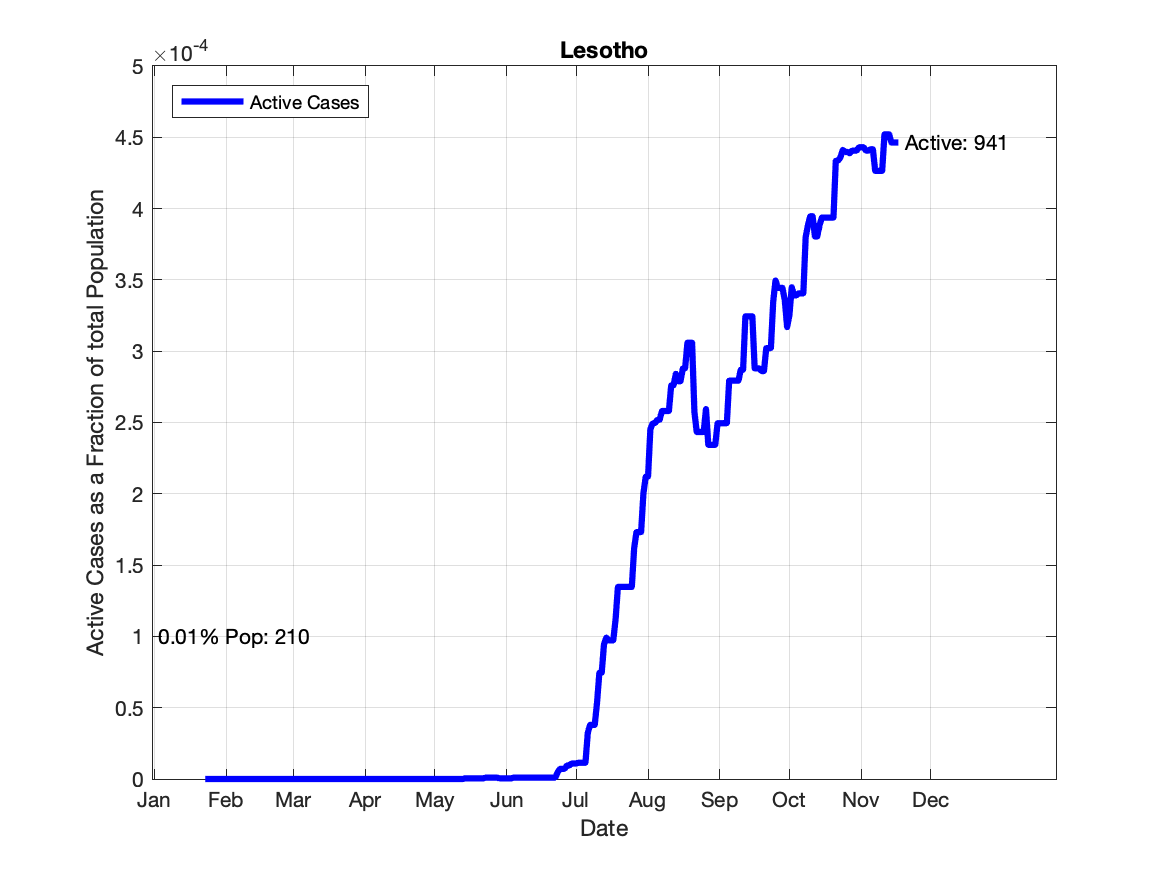 Lesotho
×10⁻⁴
5
4.5
4
3.5
3
2.5
2
1.5
1
0.5
0
Active Cases
Active: 941
0.01% Pop: 210
Active Cases as a Fraction of total Population
Jan Feb Mar Apr May Jun Jul Aug Sep Oct Nov Dec
Date